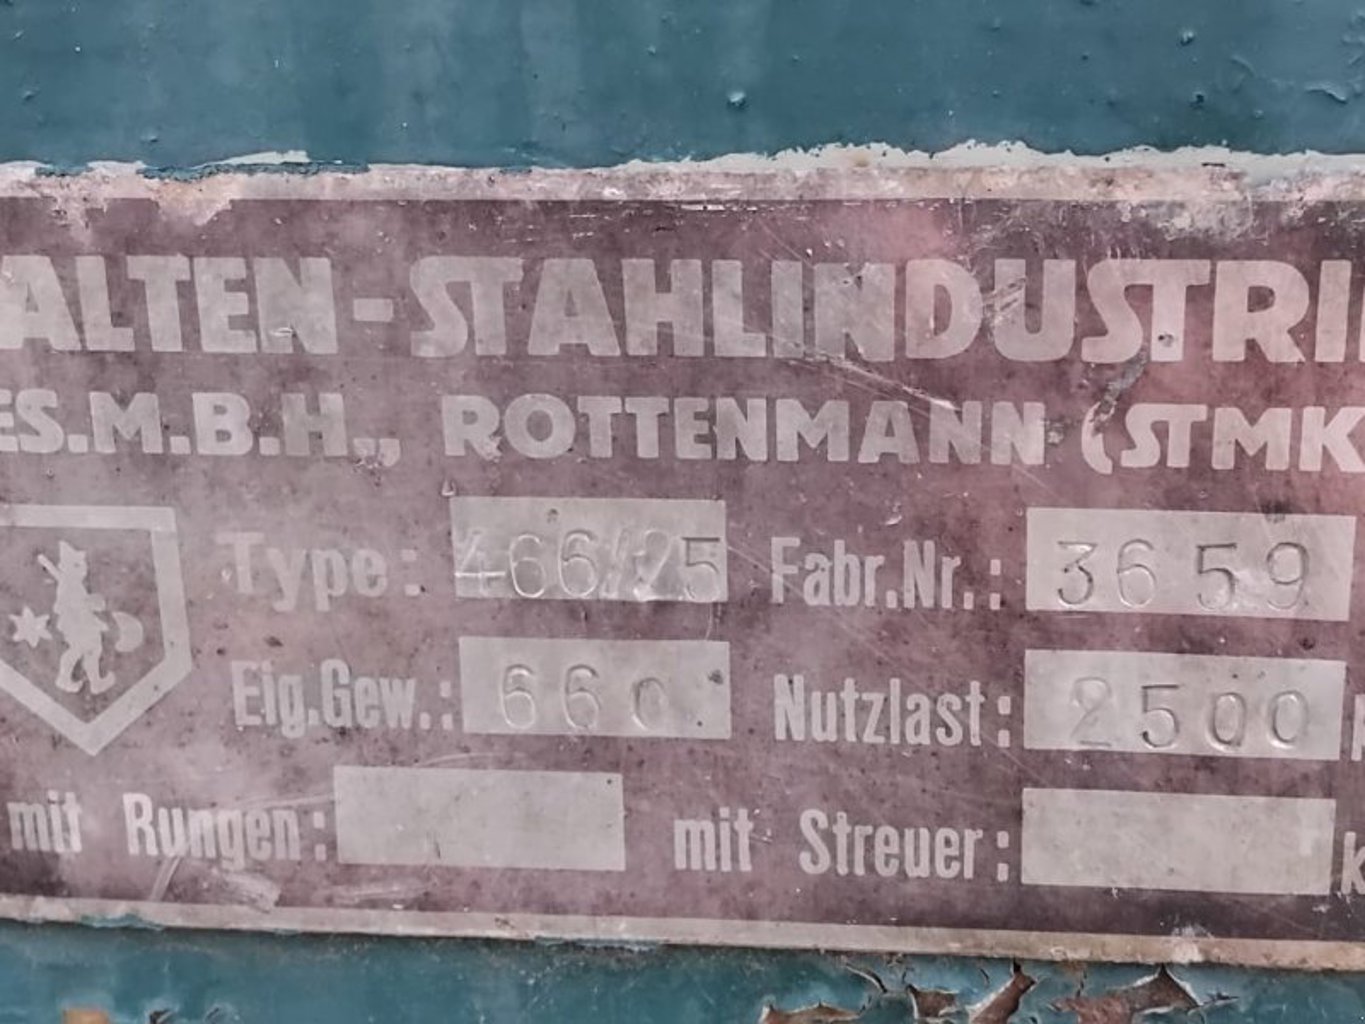 ALTEN-STAHLINDUSTRI
ES.M.B.H., ROTTENMANN (STMK
Type: 466/25 Fabr.Nr.: 3659
Eig.Gew.: 660 Nutzlast: 2500
mit Rungen: mit Streuer: k